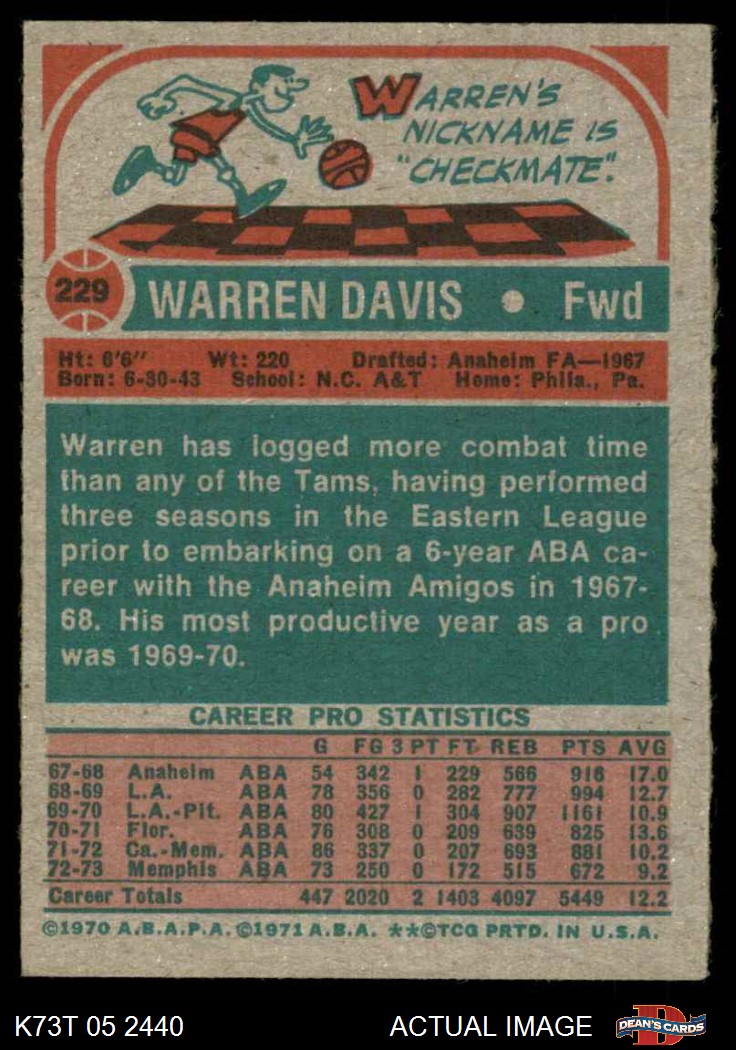 WARREN'S
NICKNAME IS
"CHECKMATE".
229 WARREN DAVIS • Fwd
Ht: 6'6" Wt: 220 Drafted: Anaheim FA—1967
Born: 6-30-43 School: N.C. A&T Home: Phila., Pa.
Warren has logged more combat time
than any of the Tams, having performed
three seasons in the Eastern League
prior to embarking on a 6-year ABA ca-
reer with the Anaheim Amigos in 1967-
68. His most productive year as a pro
was 1969-70.
CAREER PRO STATISTICS
G FG 3 PT FT REB PTS AVG
67-68 Anaheim ABA 54 342 1 229 566 916 17.0
68-69 L.A. ABA 78 356 0 282 777 994 12.7
69-70 L.A.-Pit. ABA 80 427 1 304 907 1161 10.9
70-71 Flor. ABA 76 308 0 209 639 825 13.6
71-72 Ca.-Mem. ABA 86 337 0 207 693 881 10.2
72-73 Memphis ABA 73 250 0 172 515 672 9.2
Career Totals 447 2020 2 1403 4097 5449 12.2
©1970 A.B.A.P.A. ©1971 A.B.A. **©TCG PRTD. IN U.S.A.
K73T 05 2440 ACTUAL IMAGE D DEAN'S CARDS